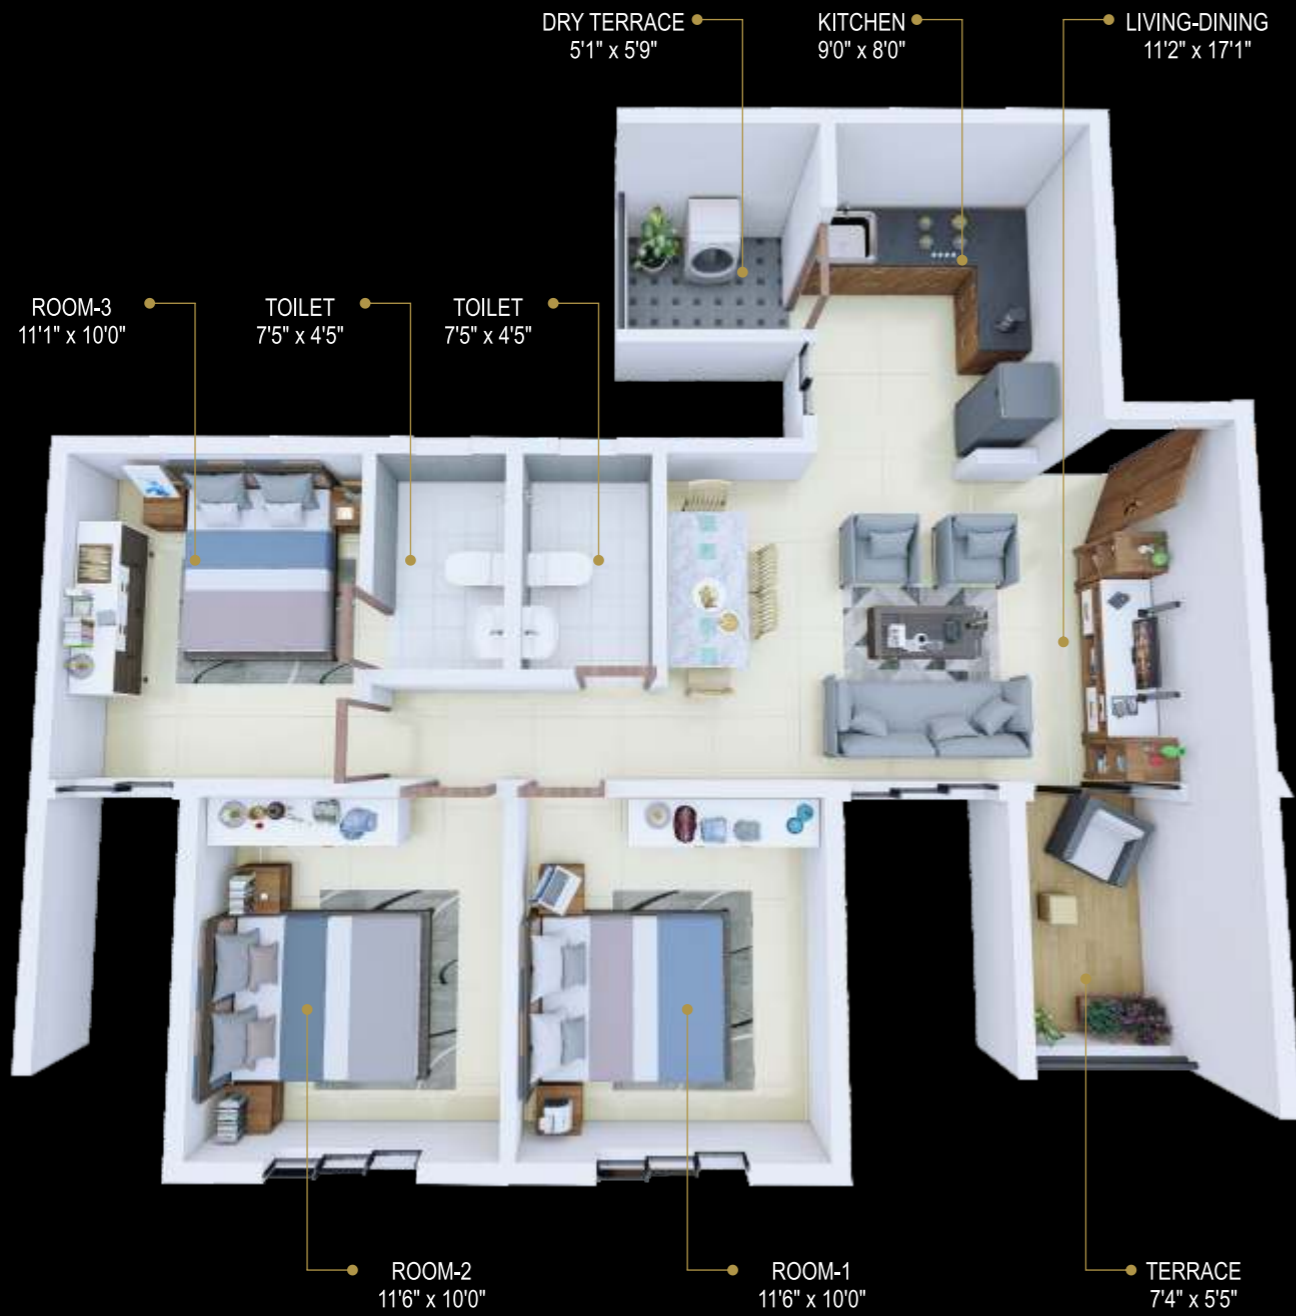 DRY TERRACE
5'1" x 5'9"
KITCHEN
9'0" x 8'0"
LIVING-DINING
11'2" x 17'1"
ROOM-3
11'1" x 10'0"
TOILET
7'5" x 4'5"
TOILET
7'5" x 4'5"
ROOM-2
11'6" x 10'0"
ROOM-1
11'6" x 10'0"
TERRACE
7'4" x 5'5"